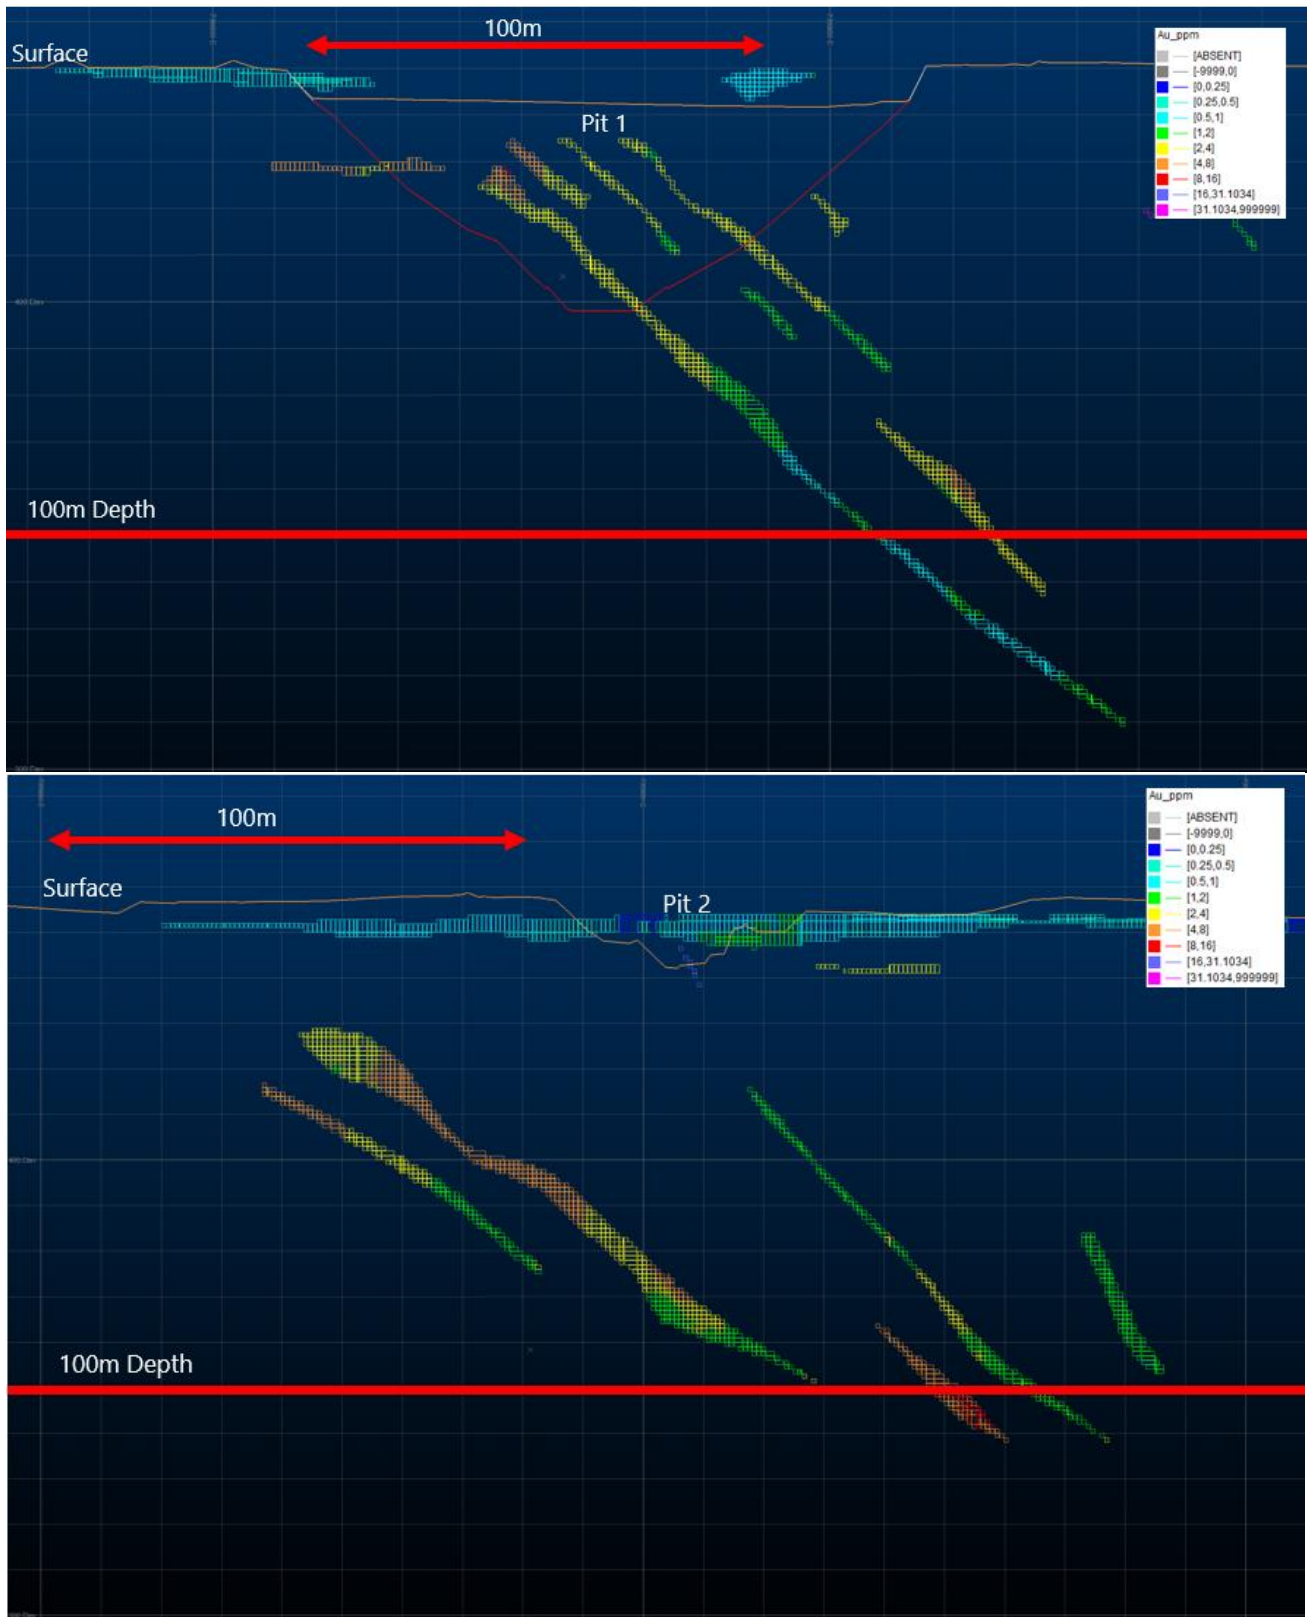 100m
Surface
Au_ppm
[ABSENT]
[-9999,0]
[0,0.25]
[0.25,0.5]
[0.5,1]
[1,2]
[2,4]
[4,8]
[8,16]
[16,31.1034]
[31.1034,999999]
Pit 1
100m Depth
100m
Surface
Au_ppm
[ABSENT]
[-9999,0]
[0,0.25]
[0.25,0.5]
[0.5,1]
[1,2]
[2,4]
[4,8]
[8,16]
[16,31.1034]
[31.1034,999999]
Pit 2
100m Depth